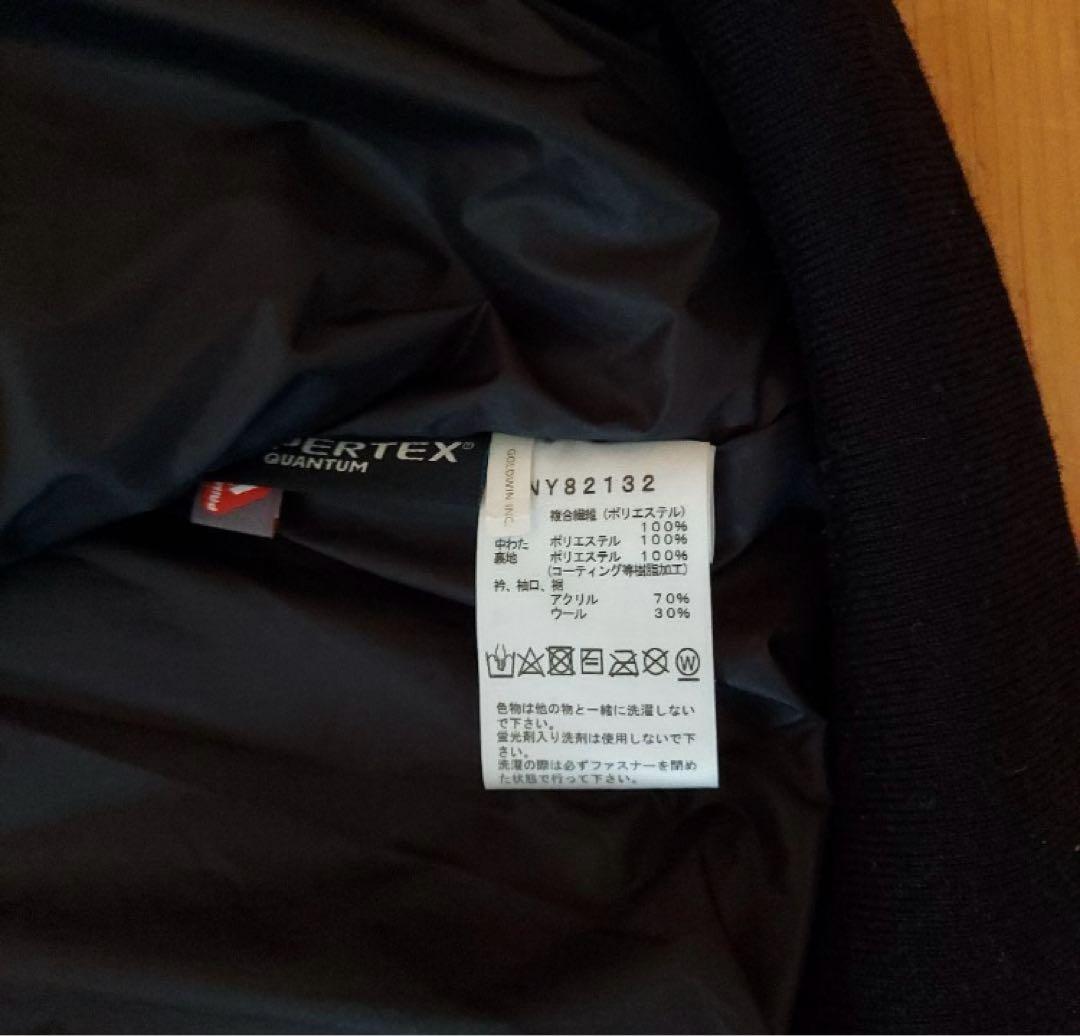 PERTEX®
QUANTUM
GOLDWIN INC.
NY82132
複合繊維（ポリエステル）
100%
中わた ポリエステル 100%
裏地 ポリエステル 100%
（コーティング等樹脂加工）
衿、袖口、裾
アクリル 70%
ウール 30%
W
色物は他の物と一緒に洗濯しない
で下さい。
蛍光剤入り洗剤は使用しないで下
さい。
洗濯の際は必ずファスナーを閉め
た状態で行って下さい。